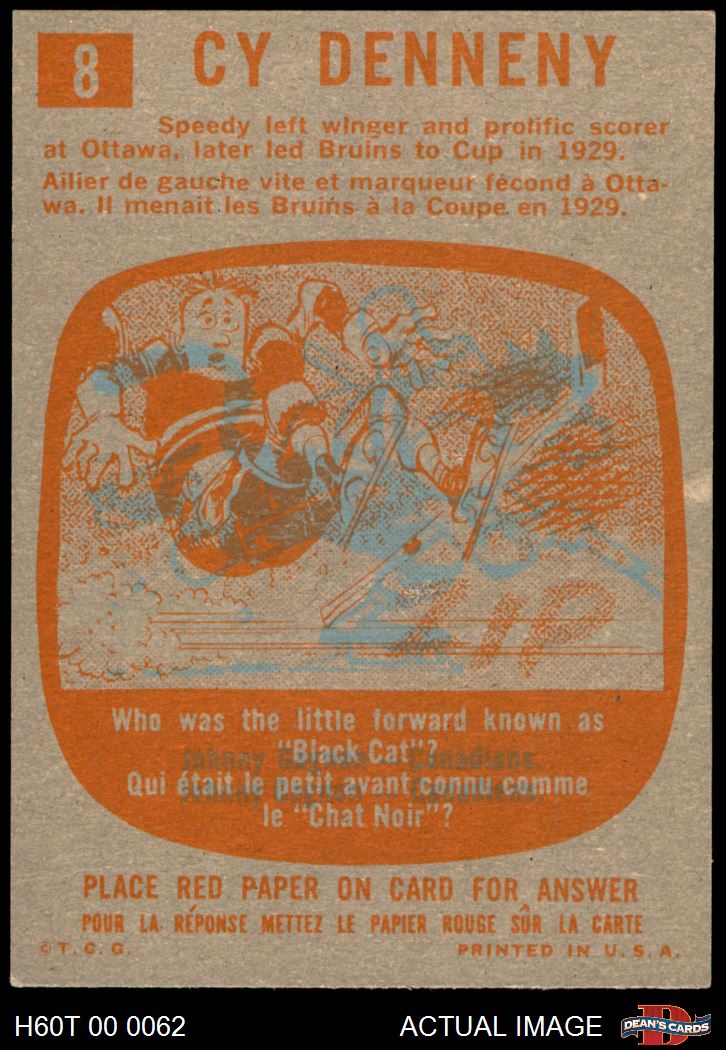 8
CY DENNENY
Speedy left winger and prolific scorer
at Ottawa, later led Bruins to Cup in 1929.
Ailier de gauche vite et marqueur fécond à Otta-
wa. Il menait les Bruins à la Coupe en 1929.
Who was the little forward known as
"Black Cat"?
Johnny Canadiens.
Qui était le petit avant connu comme
Johnny
le "Chat Noir"?
PLACE RED PAPER ON CARD FOR ANSWER
POUR LA RÉPONSE METTEZ LE PAPIER ROUGE SÛR LA CARTE
© T. C. G.
PRINTED IN U. S. A.
H60T 00 0062
ACTUAL IMAGE
D
DEAN'S CARDS